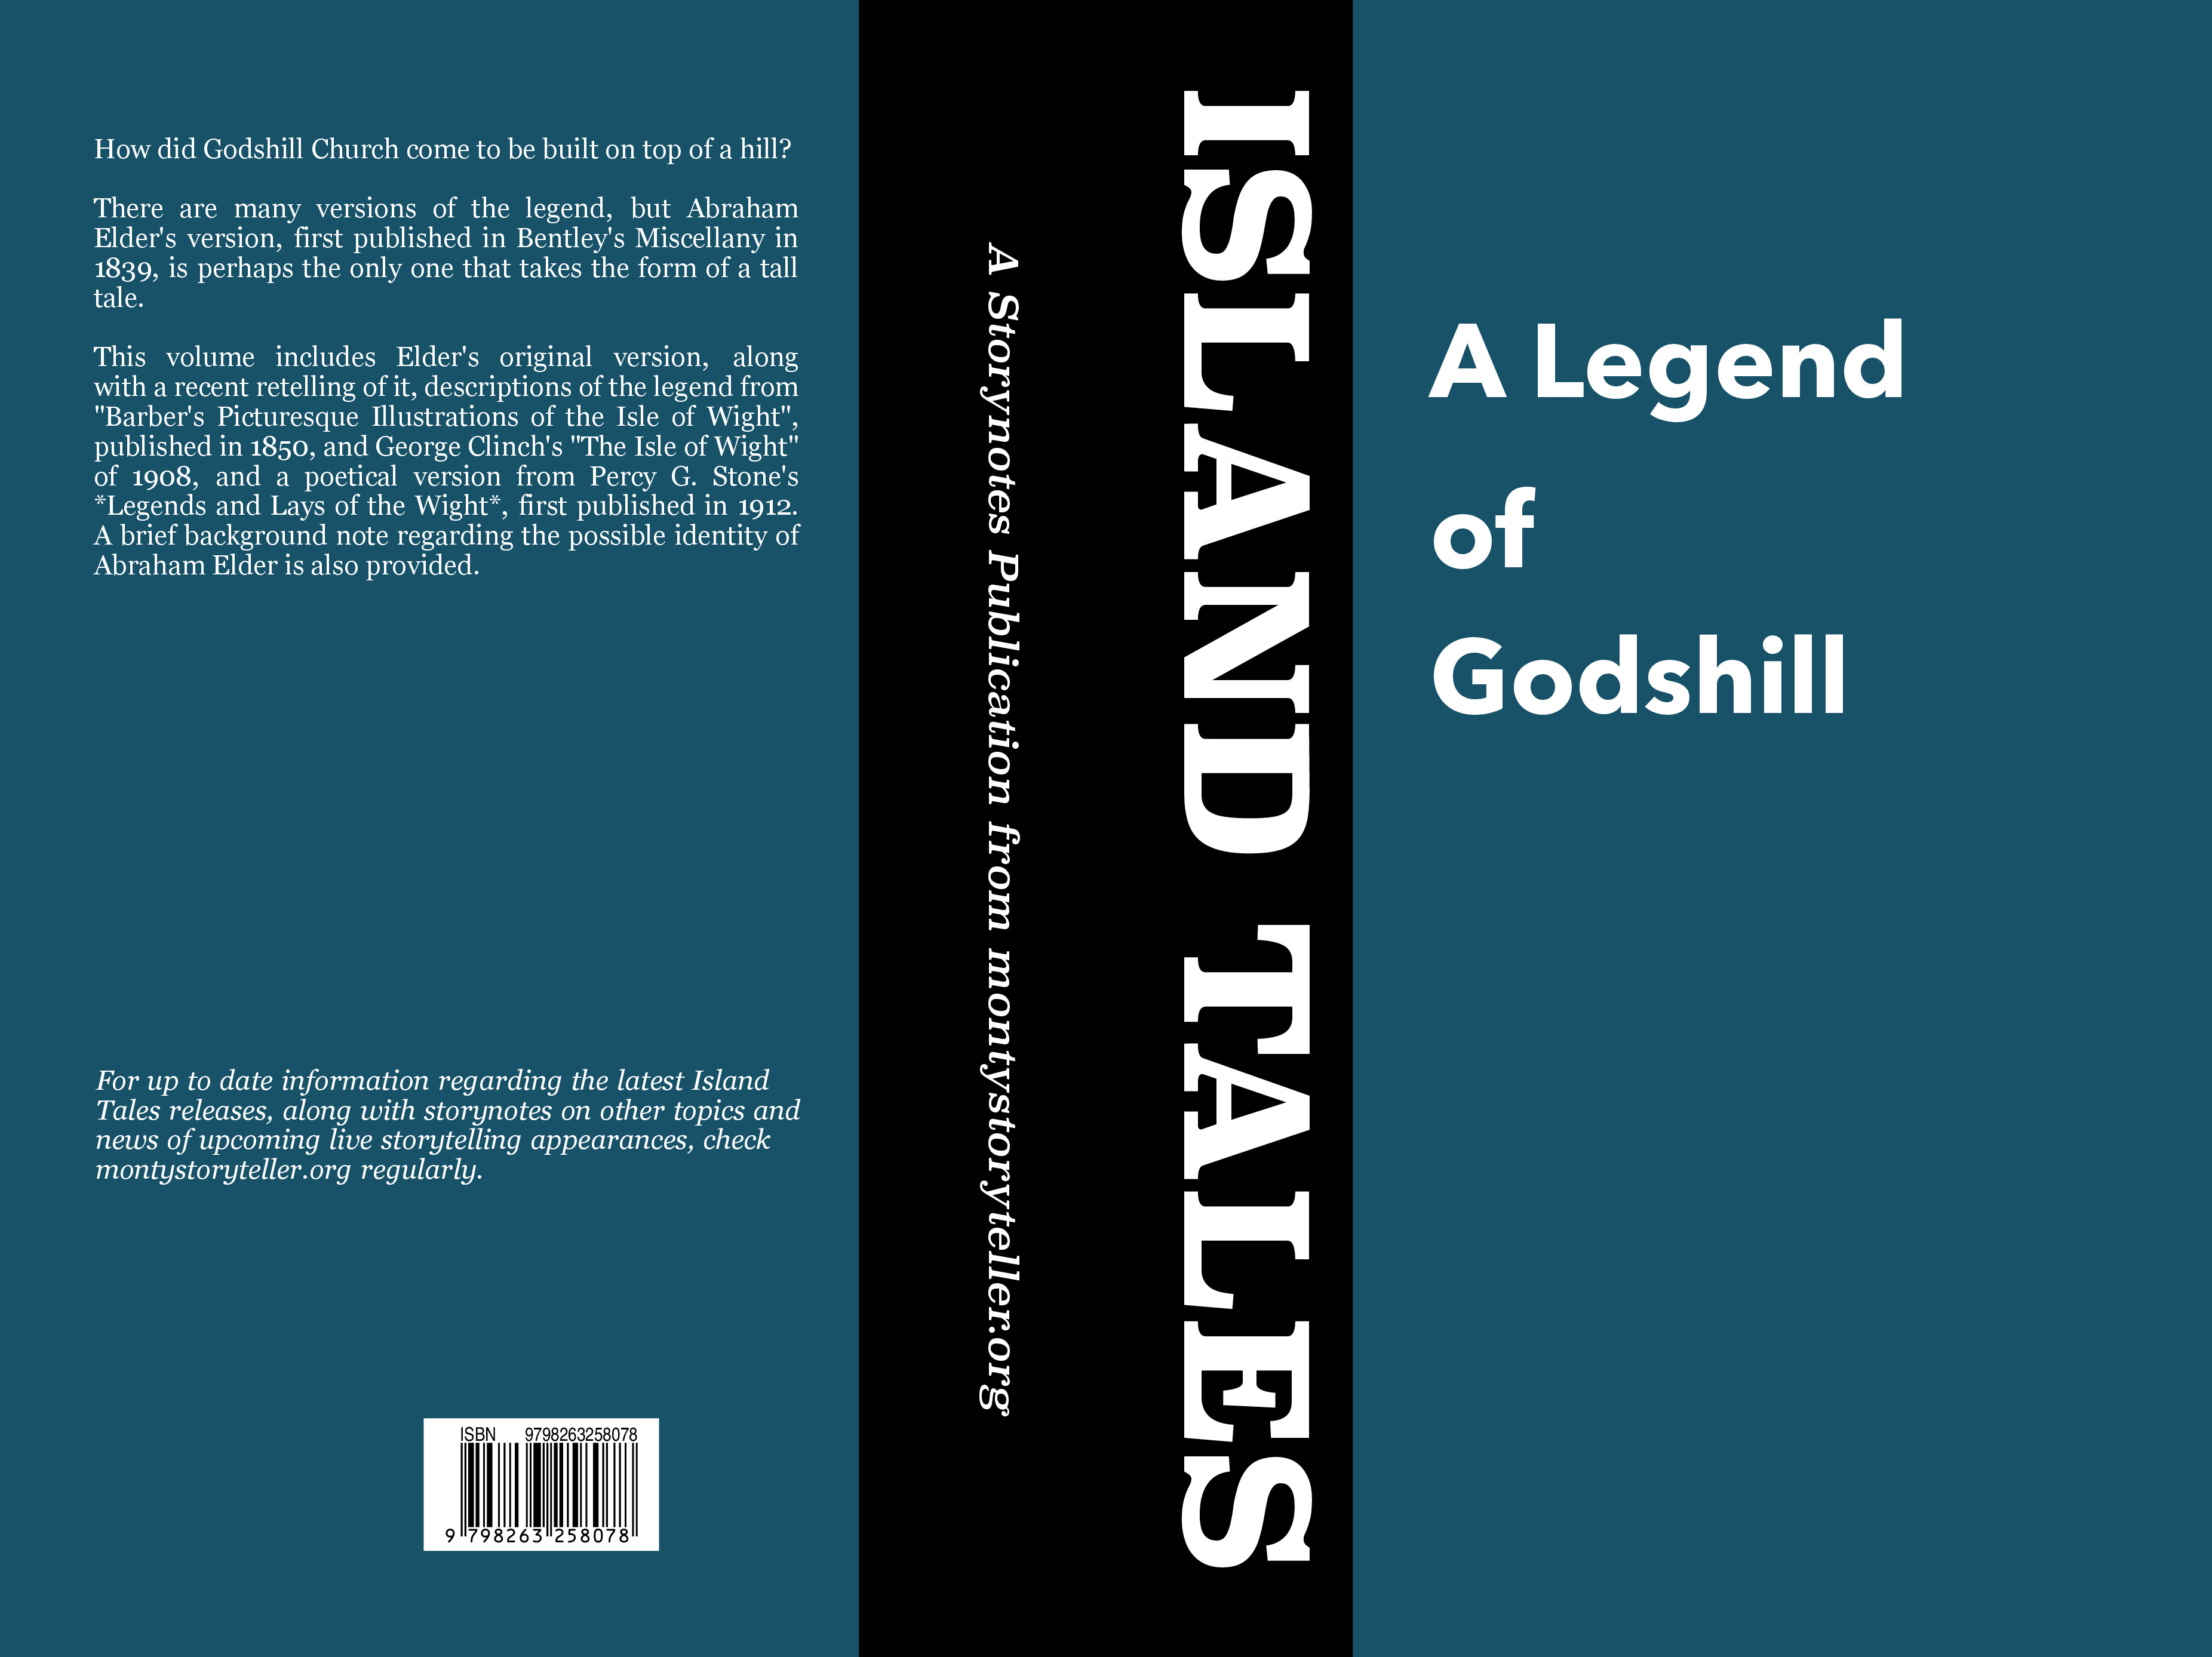 How did Godshill Church come to be built on top of a hill?
There are many versions of the legend, but Abraham
Elder's version, first published in Bentley's Miscellany in
1839, is perhaps the only one that takes the form of a tall
tale.
This volume includes Elder's original version, along
with a recent retelling of it, descriptions of the legend from
"Barber's Picturesque Illustrations of the Isle of Wight",
published in 1850, and George Clinch's "The Isle of Wight"
of 1908, and a poetical version from Percy G. Stone's
*Legends and Lays of the Wight*, first published in 1912.
A brief background note regarding the possible identity of
Abraham Elder is also provided.
For up to date information regarding the latest Island
Tales releases, along with storynotes on other topics and
news of upcoming live storytelling appearances, check
montystoryteller.org regularly.
ISBN 9798263258078
9 798263 258078
A Storynotes Publication from montystoryteller.org
ISLAND TALES
A Legend
of
Godshill